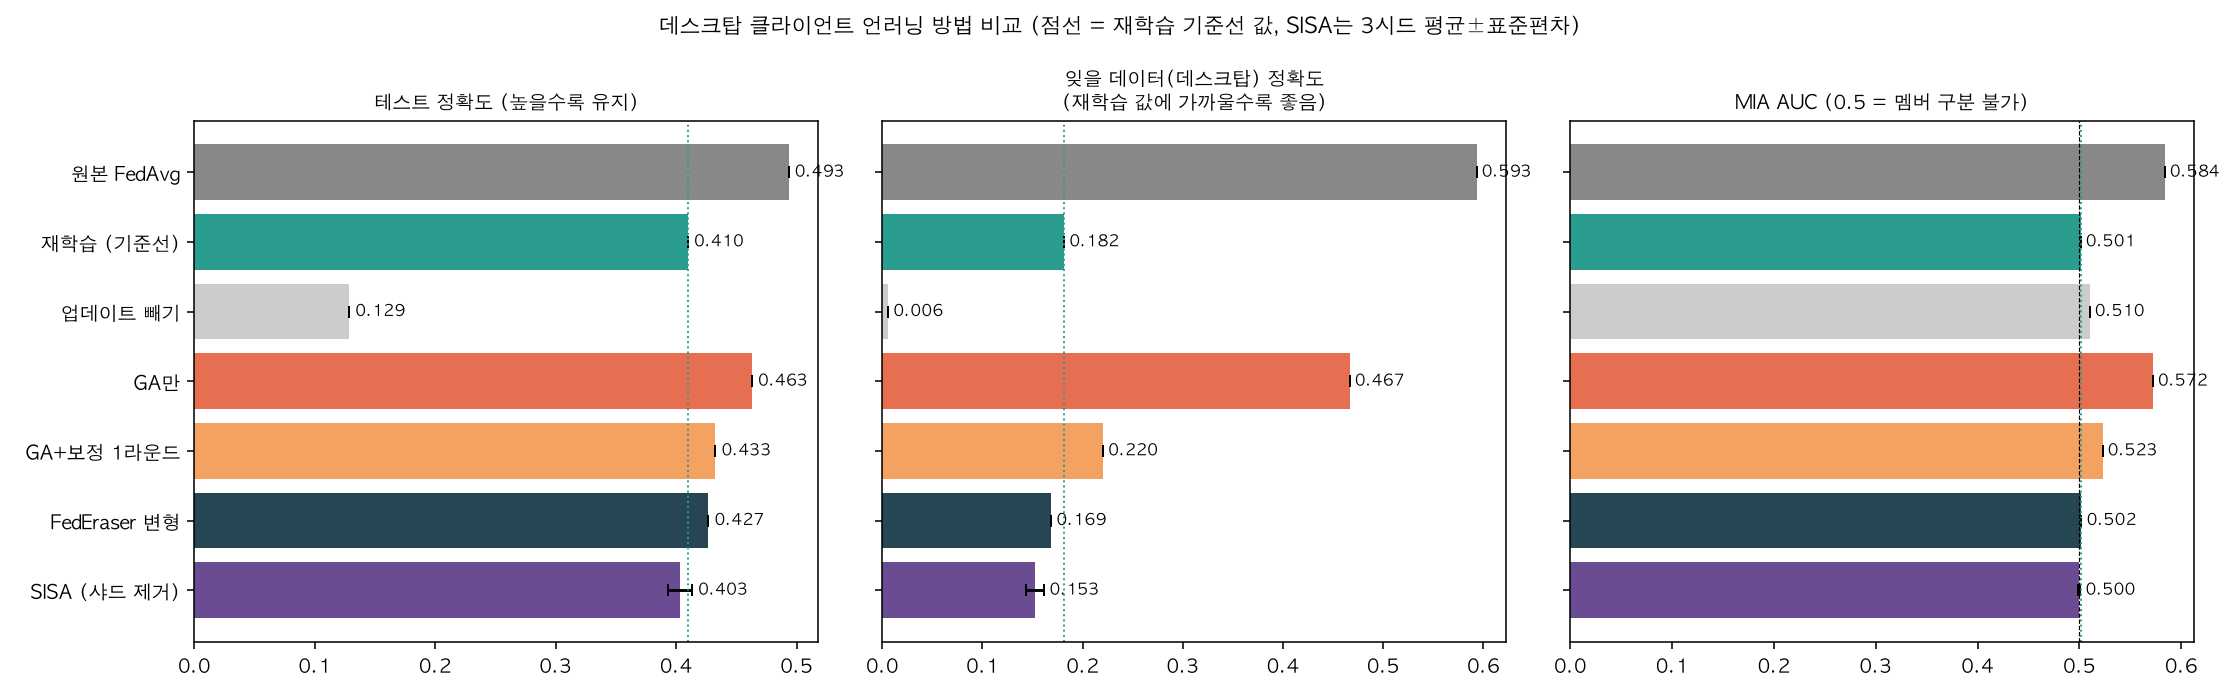 데스크탑 클라이언트 언러닝 방법 비교 (점선 = 재학습 기준선 값, SISA는 3시드 평균±표준편차)
테스트 정확도 (높을수록 유지)
원본 FedAvg
재학습 (기준선)
업데이트 빼기
GA만
GA+보정 1라운드
FedEraser 변형
SISA (샤드 제거)
0.493
0.410
0.129
0.463
0.433
0.427
0.403
0.0 0.1 0.2 0.3 0.4 0.5
잊을 데이터(데스크탑) 정확도
(재학습 값에 가까울수록 좋음)
0.593
0.182
0.006
0.467
0.220
0.169
0.153
0.0 0.1 0.2 0.3 0.4 0.5 0.6
MIA AUC (0.5 = 멤버 구분 불가)
0.584
0.501
0.510
0.572
0.523
0.502
0.500
0.0 0.1 0.2 0.3 0.4 0.5 0.6